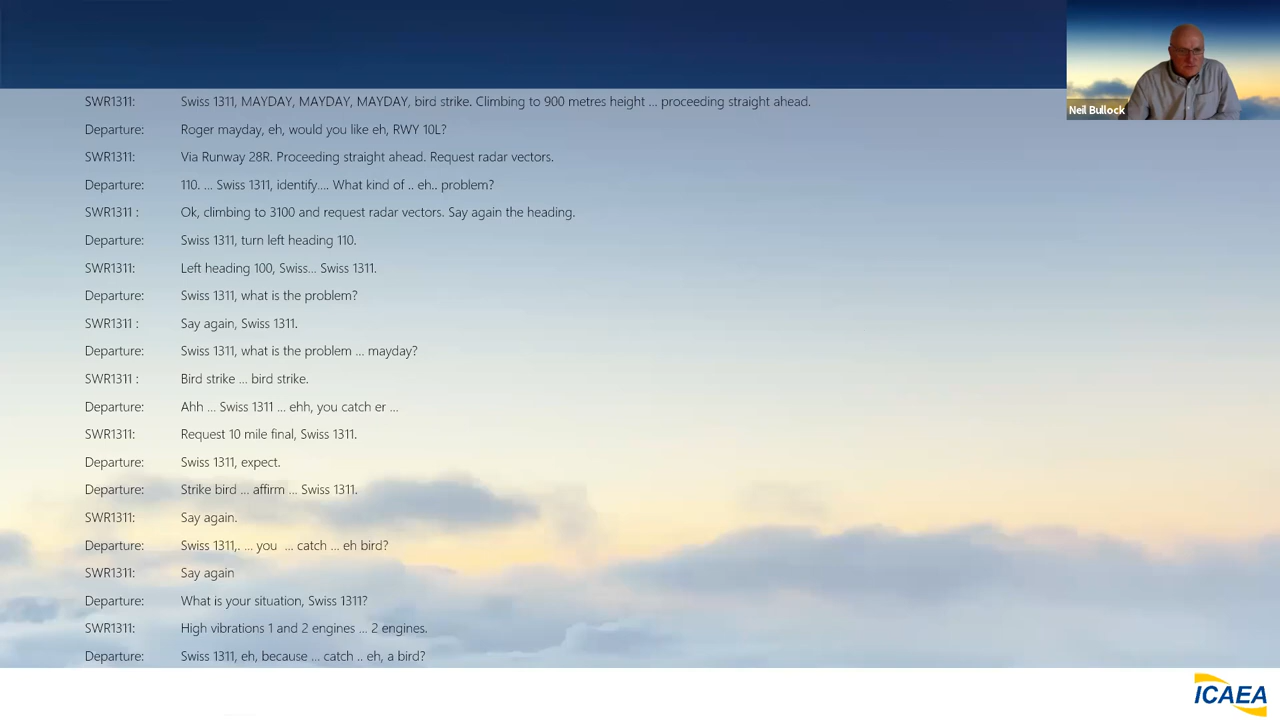 Neil Bullock
SWR1311: Swiss 1311, MAYDAY, MAYDAY, MAYDAY, bird strike. Climbing to 900 metres height ... proceeding straight ahead.
Departure: Roger mayday, eh, would you like eh, RWY 10L?
SWR1311: Via Runway 28R. Proceeding straight ahead. Request radar vectors.
Departure: 110. ... Swiss 1311, identify.... What kind of .. eh.. problem?
SWR1311 : Ok, climbing to 3100 and request radar vectors. Say again the heading.
Departure: Swiss 1311, turn left heading 110.
SWR1311: Left heading 100, Swiss... Swiss 1311.
Departure: Swiss 1311, what is the problem?
SWR1311 : Say again, Swiss 1311.
Departure: Swiss 1311, what is the problem ... mayday?
SWR1311 : Bird strike ... bird strike.
Departure: Ahh ... Swiss 1311 ... ehh, you catch er ...
SWR1311: Request 10 mile final, Swiss 1311.
Departure: Swiss 1311, expect.
Departure: Strike bird ... affirm ... Swiss 1311.
SWR1311: Say again.
Departure: Swiss 1311,. ... you ... catch ... eh bird?
SWR1311: Say again
Departure: What is your situation, Swiss 1311?
SWR1311: High vibrations 1 and 2 engines ... 2 engines.
Departure: Swiss 1311, eh, because ... catch .. eh, a bird?
ICAEA